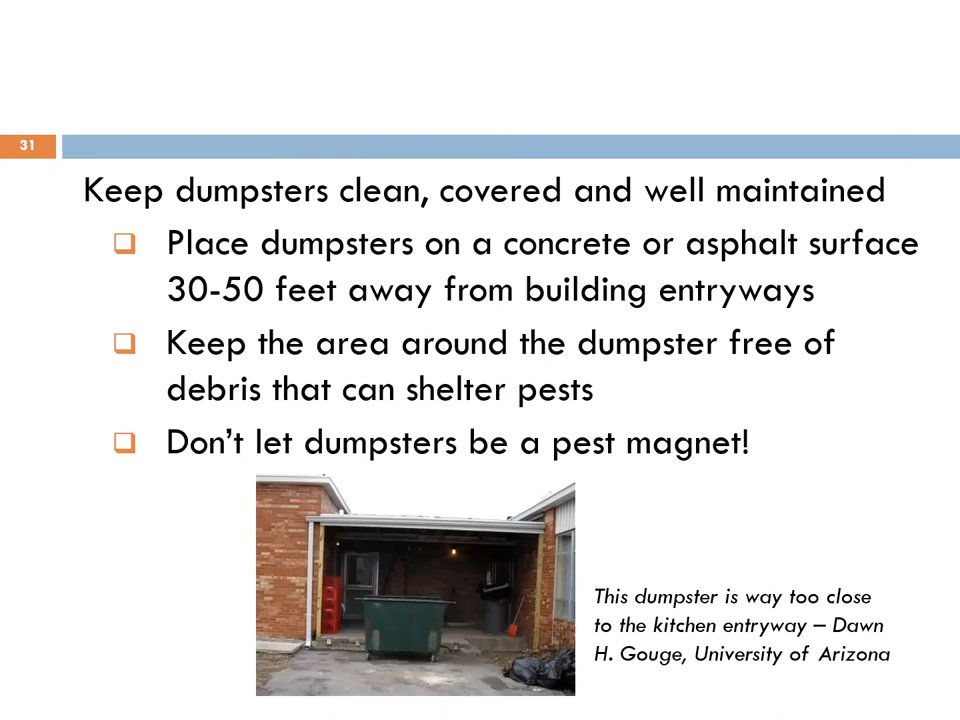 31
Keep dumpsters clean, covered and well maintained
Place dumpsters on a concrete or asphalt surface
30-50 feet away from building entryways
Keep the area around the dumpster free of
debris that can shelter pests
Don’t let dumpsters be a pest magnet!
This dumpster is way too close
to the kitchen entryway – Dawn
H. Gouge, University of Arizona